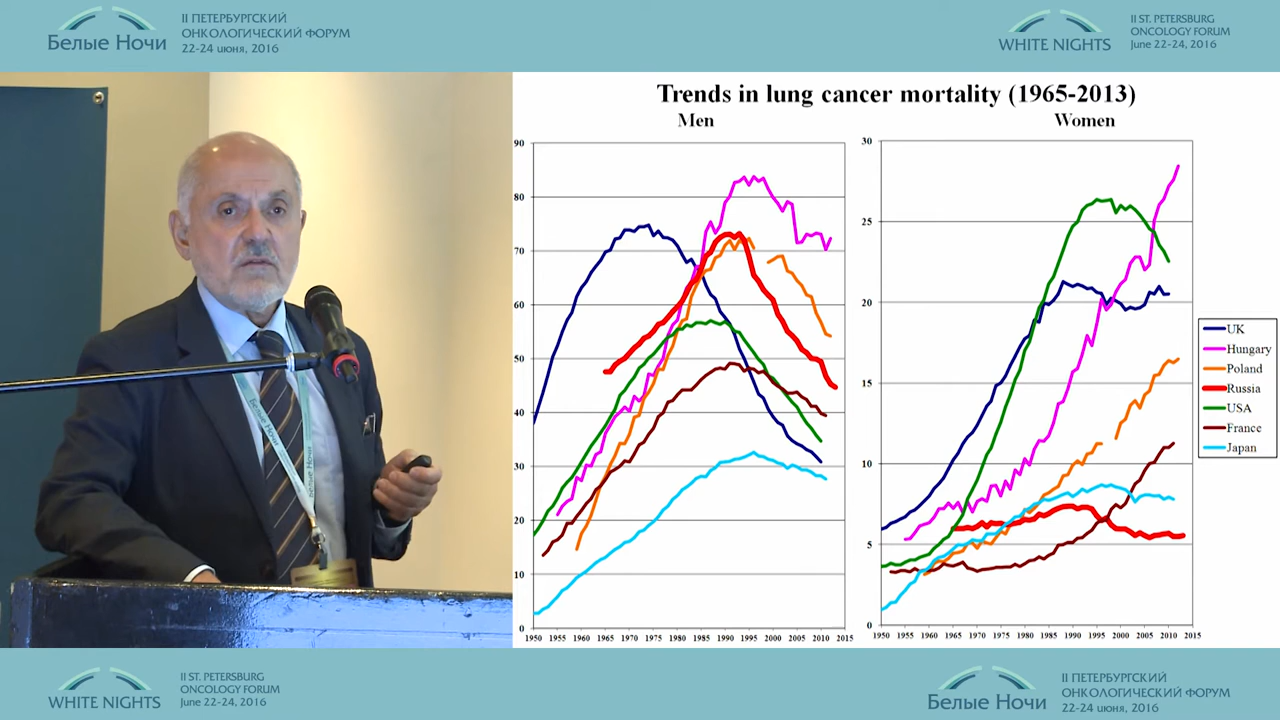 Белые Ночи
II ПЕТЕРБУРГСКИЙ
ОНКОЛОГИЧЕСКИЙ ФОРУМ
22-24 июня, 2016
WHITE NIGHTS
II ST. PETERSBURG
ONCOLOGY FORUM
June 22-24, 2016
Trends in lung cancer mortality (1965-2013)
Men
90
80
70
60
50
40
30
20
10
0
1950 1955 1960 1965 1970 1975 1980 1985 1990 1995 2000 2005 2010 2015
Women
30
25
20
15
10
5
0
1950 1955 1960 1965 1970 1975 1980 1985 1990 1995 2000 2005 2010 2015
UK
Hungary
Poland
Russia
USA
France
Japan
Белые Ночи
Белые Ночи
WHITE NIGHTS
II ST. PETERSBURG
ONCOLOGY FORUM
June 22-24, 2016
Белые Ночи
II ПЕТЕРБУРГСКИЙ
ОНКОЛОГИЧЕСКИЙ ФОРУМ
22-24 июня, 2016